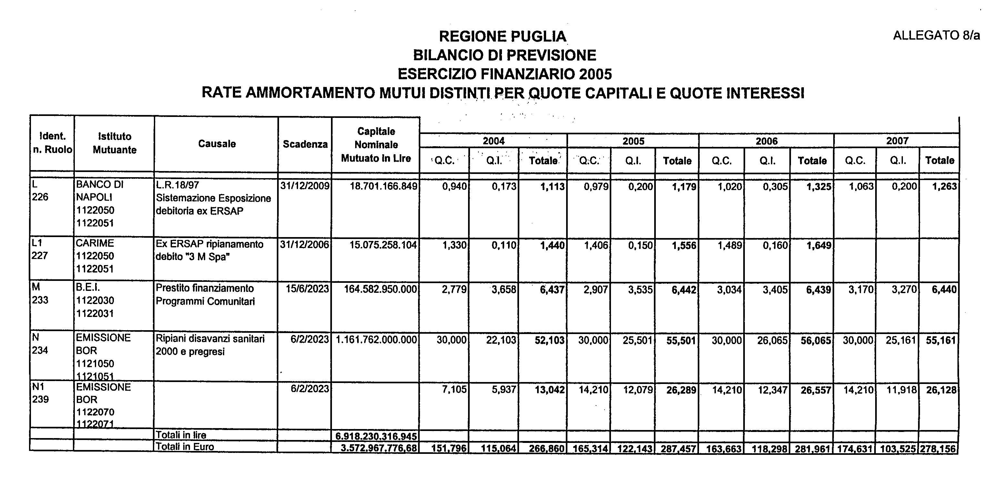 ALLEGATO 8/a
REGIONE PUGLIA
BILANCIO DI PREVISIONE
ESERCIZIO FINANZIARIO 2005
RATE AMMORTAMENTO MUTUI DISTINTI PER QUOTE CAPITALI E QUOTE INTERESSI
Ident. n. Ruolo Istituto Mutuante Causale Scadenza Capitale Nominale Mutuato in Lire 2004 2005 2006 2007
Q.C. Q.I. Totale Q.C. Q.I. Totale Q.C. Q.I. Totale Q.C. Q.I. Totale
L BANCO DI L.R.18/97 31/12/2009 18.701.166.849 0,940 0,173 1,113 0,979 0,200 1,179 1,020 0,305 1,325 1,063 0,200 1,263
226 NAPOLI Sistemazione Esposizione
1122050 debitoria ex ERSAP
1122051
L1 CARIME Ex ERSAP ripianamento 31/12/2006 15.075.258.104 1,330 0,110 1,440 1,406 0,150 1,556 1,489 0,160 1,649
227 1122050 debito "3 M Spa"
1122051
M B.E.I. Prestito finanziamento 15/6/2023 164.582.950.000 2,779 3,658 6,437 2,907 3,535 6,442 3,034 3,405 6,439 3,170 3,270 6,440
233 1122030 Programmi Comunitari
1122031
N EMISSIONE Ripiani disavanzi sanitari 6/2/2023 1.161.762.000.000 30,000 22,103 52,103 30,000 25,501 55,501 30,000 26,065 56,065 30,000 25,161 55,161
234 BOR 2000 e pregresi
1121050
1121051
N1 EMISSIONE 6/2/2023 7,105 5,937 13,042 14,210 12,079 26,289 14,210 12,347 26,557 14,210 11,918 26,128
239 BOR
1122070
1122071
Totali in lire 6.918.230.316.945
Totali in Euro 3.572.967.776,68 151,796 115,064 266,860 165,314 122,143 287,457 163,663 118,298 281,961 174,631 103,525 278,156